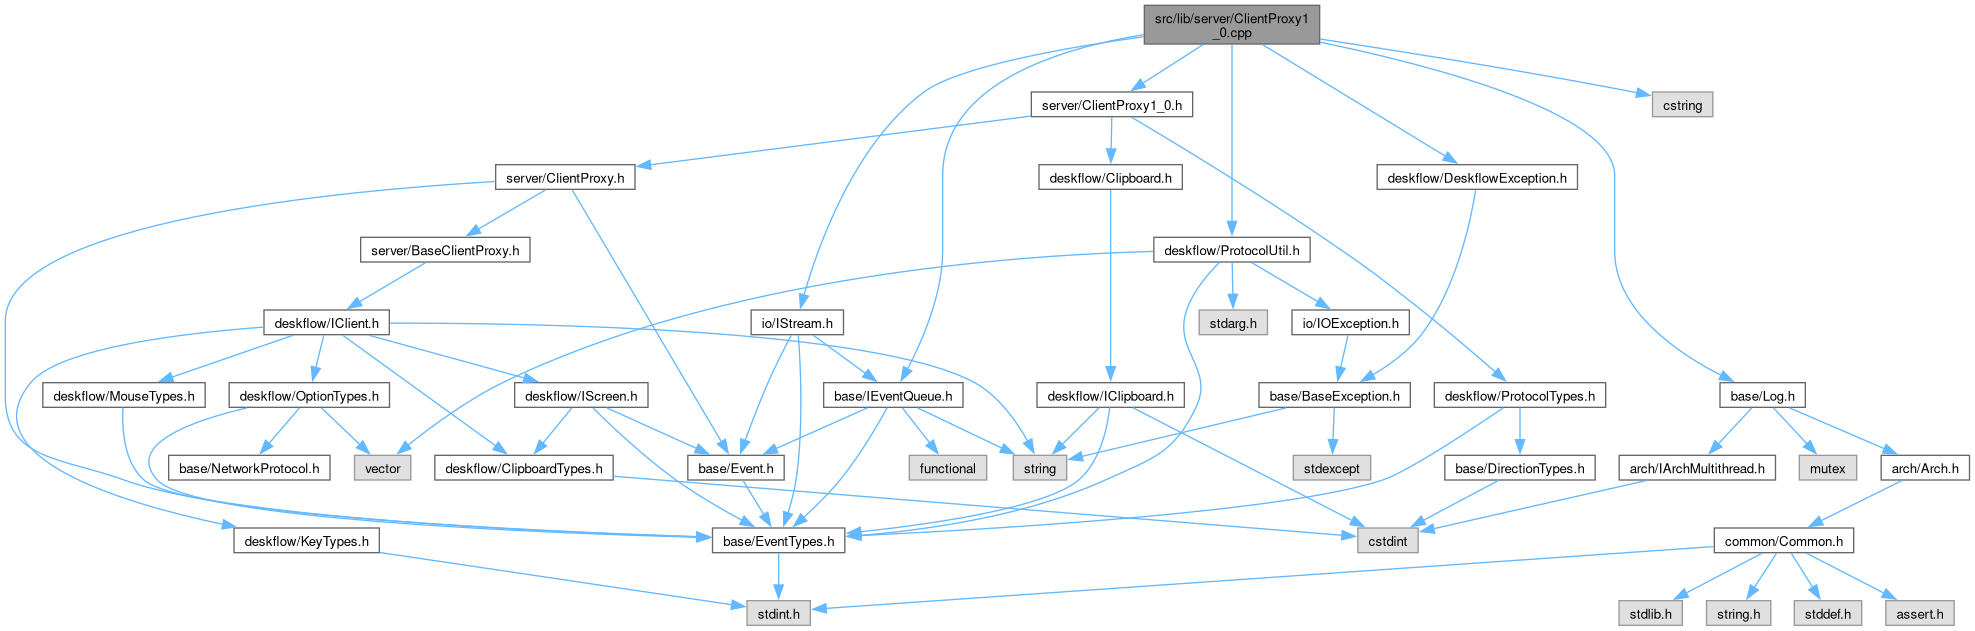 src/lib/server/ClientProxy1
_0.cpp
server/ClientProxy1_0.h
cstring
server/ClientProxy.h
deskflow/Clipboard.h
deskflow/DeskflowException.h
server/BaseClientProxy.h
deskflow/ProtocolUtil.h
deskflow/IClient.h
io/IStream.h
stdarg.h
io/IOException.h
deskflow/MouseTypes.h
deskflow/OptionTypes.h
deskflow/IScreen.h
base/IEventQueue.h
deskflow/IClipboard.h
base/BaseException.h
deskflow/ProtocolTypes.h
base/Log.h
base/NetworkProtocol.h
vector
deskflow/ClipboardTypes.h
base/Event.h
functional
string
stdexcept
base/DirectionTypes.h
arch/IArchMultithread.h
mutex
arch/Arch.h
deskflow/KeyTypes.h
base/EventTypes.h
cstdint
common/Common.h
stdint.h
stdlib.h
string.h
stddef.h
assert.h